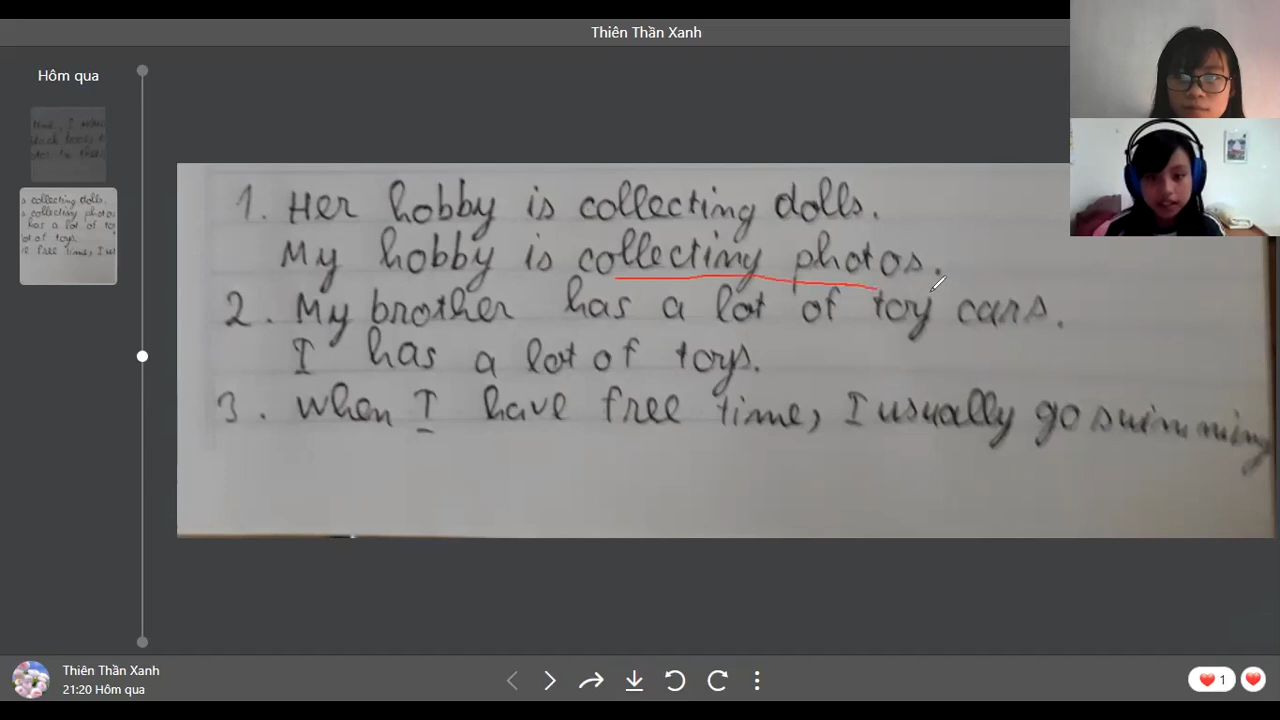 Thiên Thần Xanh
Hôm qua
1. Her hobby is collecting dolls.
My hobby is collecting photos.
2. My brother has a lot of toy cars.
I has a lot of toys.
3. When I have free time, I usually go swimming
Thiên Thần Xanh
21:20 Hôm qua
1